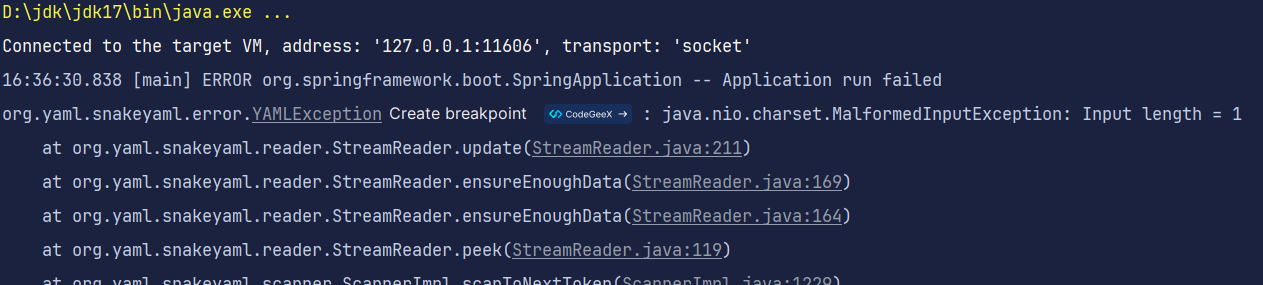 D:\jdk\jdk17\bin\java.exe ...
Connected to the target VM, address: '127.0.0.1:11606', transport: 'socket'
16:36:30.838 [main] ERROR org.springframework.boot.SpringApplication -- Application run failed
org.yaml.snakeyaml.error.YAMLException Create breakpoint CodeGeeX → : java.nio.charset.MalformedInputException: Input length = 1
at org.yaml.snakeyaml.reader.StreamReader.update(StreamReader.java:211)
at org.yaml.snakeyaml.reader.StreamReader.ensureEnoughData(StreamReader.java:169)
at org.yaml.snakeyaml.reader.StreamReader.ensureEnoughData(StreamReader.java:164)
at org.yaml.snakeyaml.reader.StreamReader.peek(StreamReader.java:119)
at org.yaml.snakeyaml.scanner.ScannerImpl.scanToNextToken(ScannerImpl.java:1229)